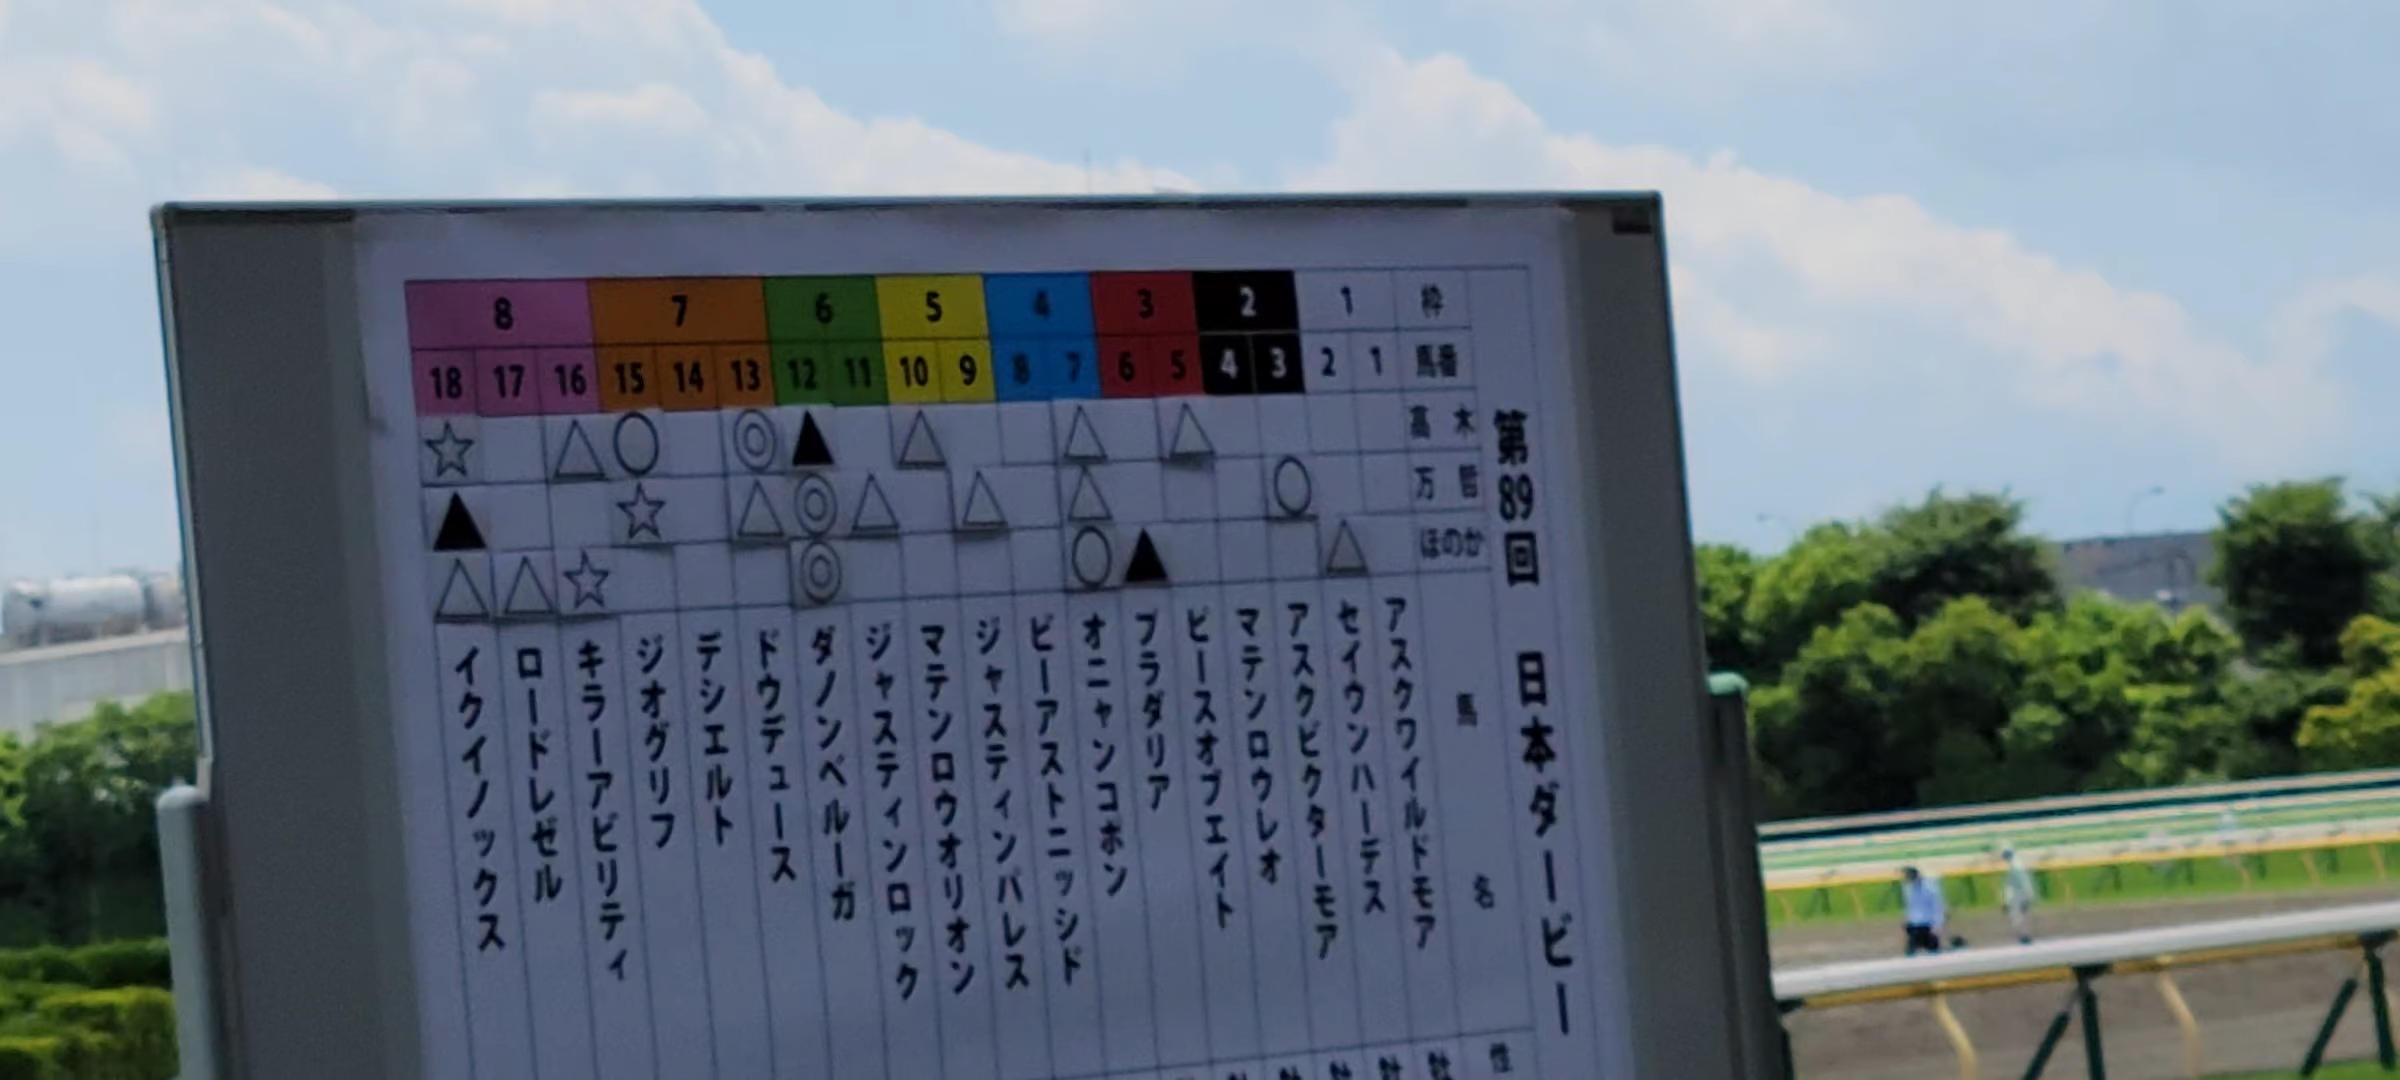 第89回 日本ダービー
枠 1 2 3 4 5 6 7 8
馬番 1 2 3 4 5 6 7 8 9 10 11 12 13 14 15 16 17 18
高木 △ △ △ ▲ ◎ ○ △ ☆
万哲 ○ △ △ △ ◎ △ ☆ ▲
ほのか △ ▲ ○ ◎ ☆ △ △
馬名
アスクワイルドモア
セイウンハーデス
アスクビクターモア
マテンロウレオ
ピースオブエイト
プラダリア
オニャンコポン
ビーアストニッシド
ジャスティンパレス
マテンロウオリオン
ジャスティンロック
ダノンベルーガ
ドウデュース
デシエルト
ジオグリフ
キラーアビリティ
ロードレゼル
イクイノックス
性